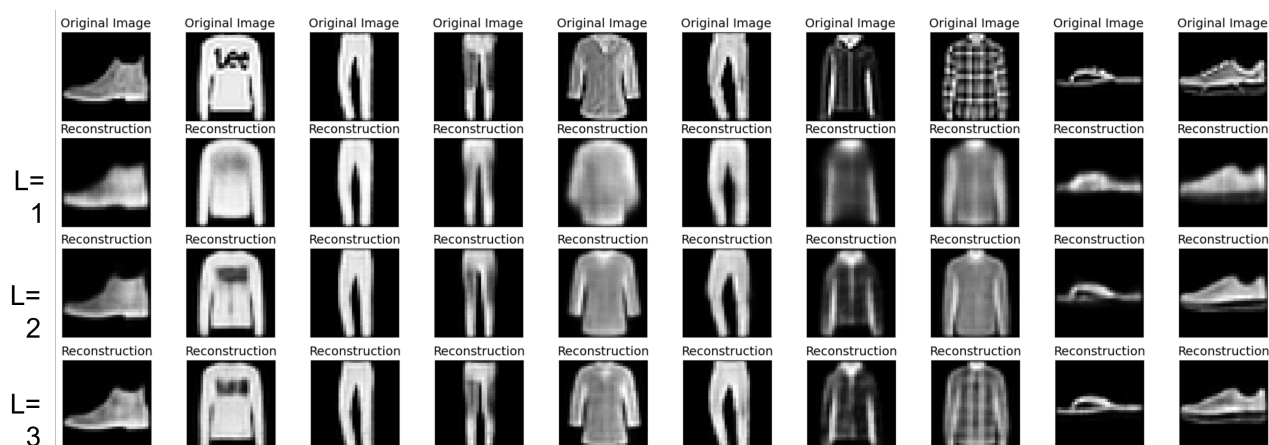 Original Image Original Image Original Image Original Image Original Image Original Image Original Image Original Image Original Image Original Image
Lee
Reconstruction Reconstruction Reconstruction Reconstruction Reconstruction Reconstruction Reconstruction Reconstruction Reconstruction Reconstruction
L=
1
Reconstruction Reconstruction Reconstruction Reconstruction Reconstruction Reconstruction Reconstruction Reconstruction Reconstruction Reconstruction
L=
2
Reconstruction Reconstruction Reconstruction Reconstruction Reconstruction Reconstruction Reconstruction Reconstruction Reconstruction Reconstruction
L=
3